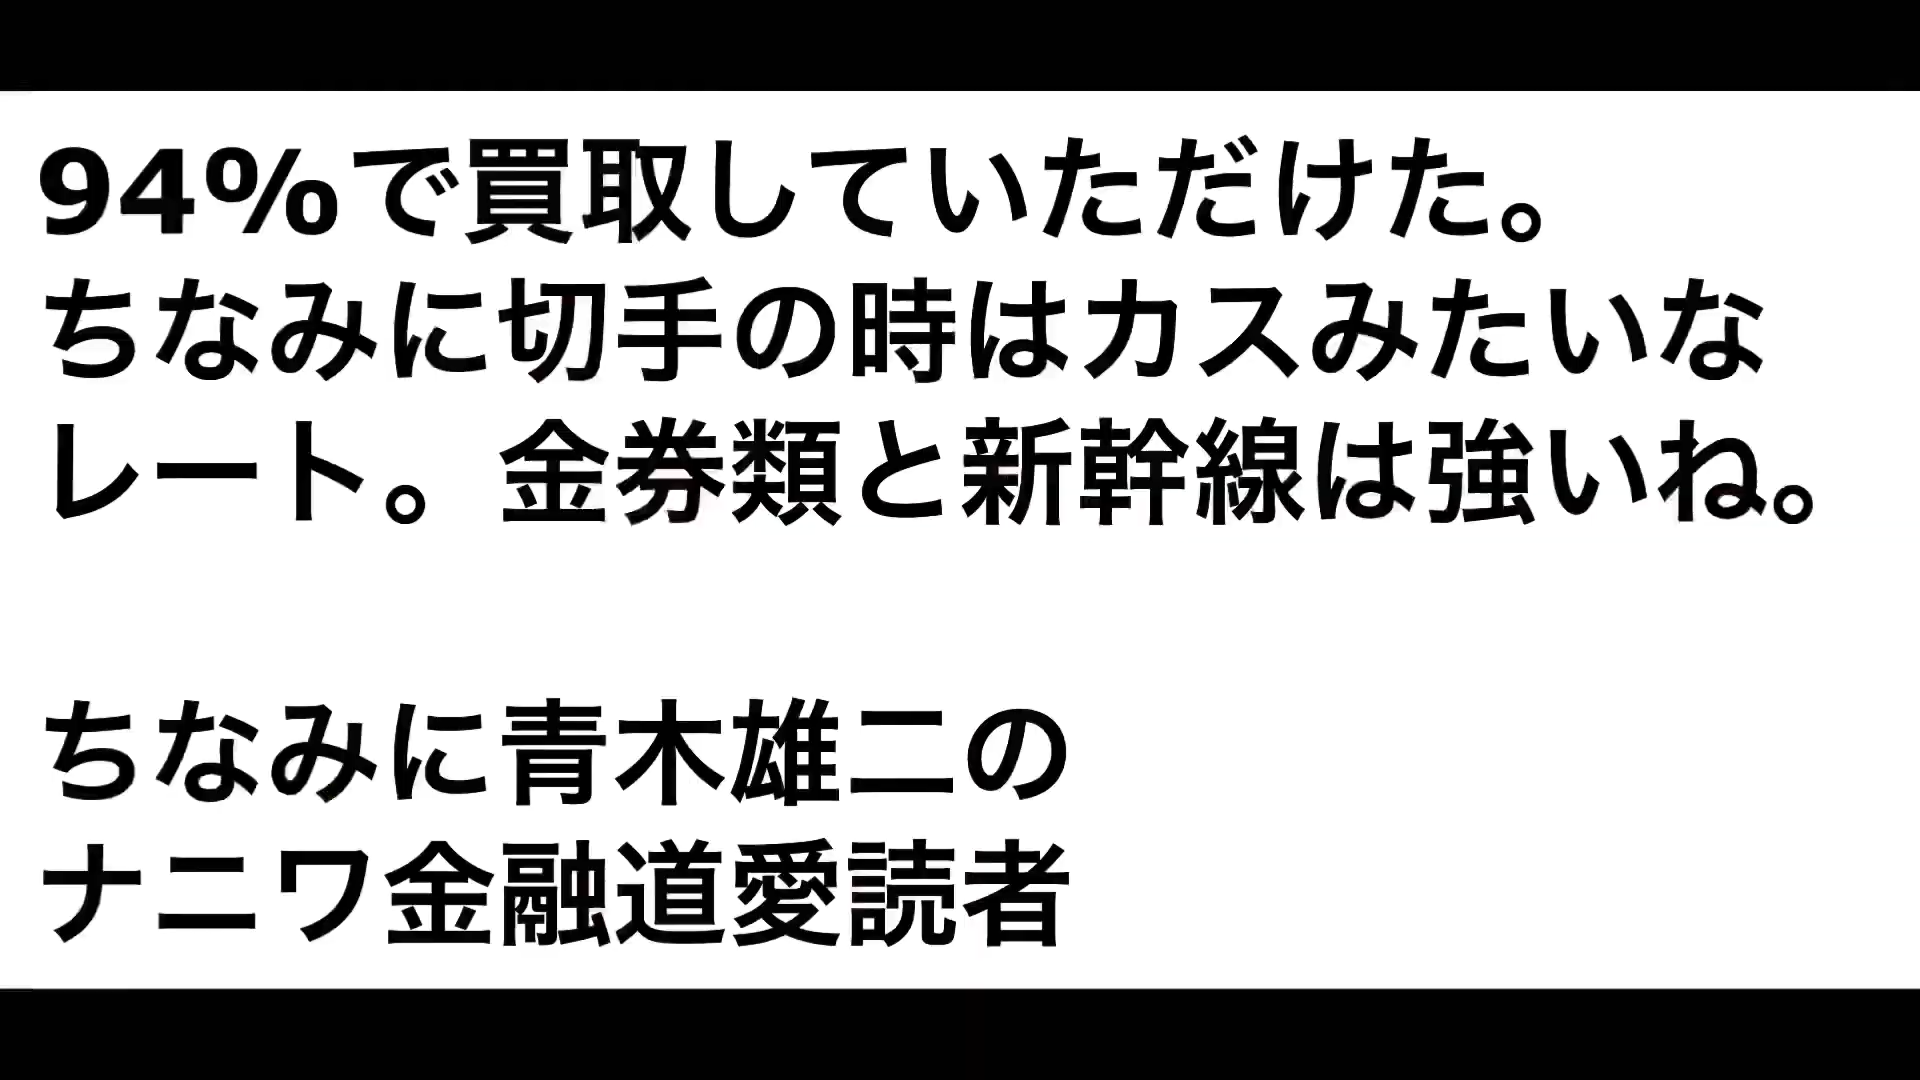 94%で買取していただけた。
ちなみに切手の時はカスみたいな
レート。金券類と新幹線は強いね。
ちなみに青木雄二の
ナニワ金融道愛読者